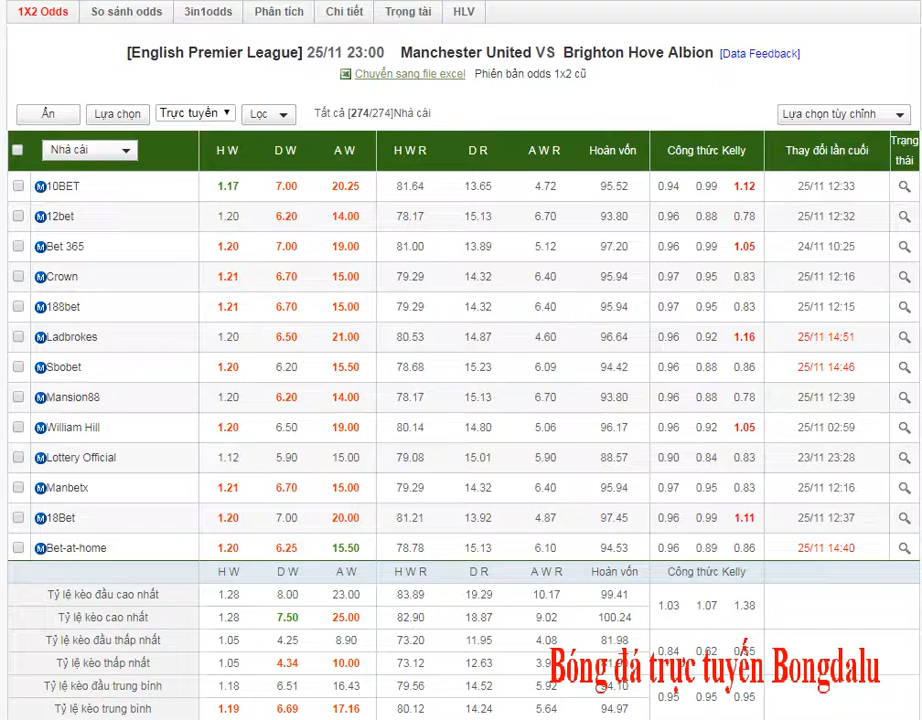 1X2 Odds So sánh odds 3in1odds Phân tích Chi tiết Trọng tài HLV
[English Premier League] 25/11 23:00 Manchester United VS Brighton Hove Albion [Data Feedback]
Chuyển sang file excel Phiên bản odds 1x2 cũ
Ẩn Lựa chọn Trực tuyến Lọc Tất cả [274/274]Nhà cái Lựa chọn tùy chỉnh
Nhà cái H W D W A W H W R D R A W R Hoàn vốn Công thức Kelly Thay đổi lần cuối Trạng thái
10BET 1.17 7.00 20.25 81.64 13.65 4.72 95.52 0.94 0.99 1.12 25/11 12:33
12bet 1.20 6.20 14.00 78.17 15.13 6.70 93.80 0.96 0.88 0.78 25/11 12:32
Bet 365 1.20 7.00 19.00 81.00 13.89 5.12 97.20 0.96 0.99 1.05 24/11 10:25
Crown 1.21 6.70 15.00 79.29 14.32 6.40 95.94 0.97 0.95 0.83 25/11 12:16
188bet 1.21 6.70 15.00 79.29 14.32 6.40 95.94 0.97 0.95 0.83 25/11 12:15
Ladbrokes 1.20 6.50 21.00 80.53 14.87 4.60 96.64 0.96 0.92 1.16 25/11 14:51
Sbobet 1.20 6.20 15.50 78.68 15.23 6.09 94.42 0.96 0.88 0.86 25/11 14:46
Mansion88 1.20 6.20 14.00 78.17 15.13 6.70 93.80 0.96 0.88 0.78 25/11 12:39
William Hill 1.20 6.50 19.00 80.14 14.80 5.06 96.17 0.96 0.92 1.05 25/11 02:59
Lottery Official 1.12 5.90 15.00 79.08 15.01 5.90 88.57 0.90 0.84 0.83 23/11 23:28
Manbetx 1.21 6.70 15.00 79.29 14.32 6.40 95.94 0.97 0.95 0.83 25/11 12:16
18Bet 1.20 7.00 20.00 81.21 13.92 4.87 97.45 0.96 0.99 1.11 25/11 12:37
Bet-at-home 1.20 6.25 15.50 78.78 15.13 6.10 94.53 0.96 0.89 0.86 25/11 14:40
H W D W A W H W R D R A W R Hoàn vốn Công thức Kelly
Tỷ lệ kèo đầu cao nhất 1.28 8.00 23.00 83.89 19.29 10.17 99.41
1.03 1.07 1.38
Tỷ lệ kèo cao nhất 1.28 7.50 25.00 82.90 18.87 9.02 100.24
Tỷ lệ kèo đầu thấp nhất 1.05 4.25 8.90 73.20 11.95 4.08 81.98
0.84 0.62 0.55
Tỷ lệ kèo thấp nhất 1.05 4.34 10.00 73.12 12.63
Bóng đá trực tuyến Bongdalu
Tỷ lệ kèo đầu trung bình 1.18 6.51 16.43 79.56 14.52 5.92 94.10
0.95 0.95 0.95
Tỷ lệ kèo trung bình 1.19 6.69 17.16 80.12 14.24 5.64 94.97